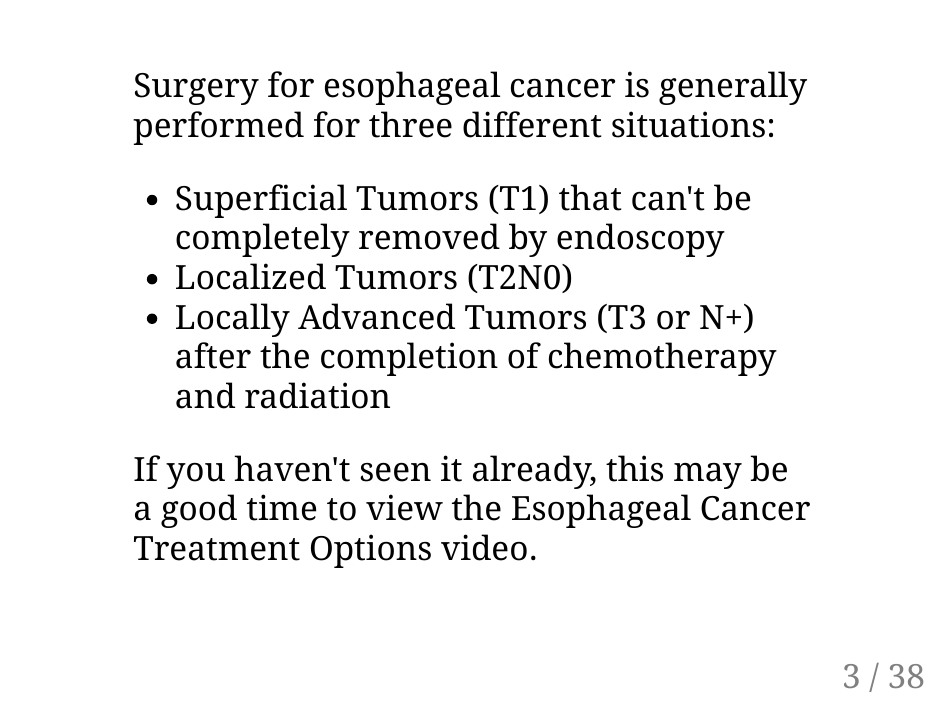 Surgery for esophageal cancer is generally
performed for three different situations:
• Superficial Tumors (T1) that can't be
completely removed by endoscopy
• Localized Tumors (T2N0)
• Locally Advanced Tumors (T3 or N+)
after the completion of chemotherapy
and radiation
If you haven't seen it already, this may be
a good time to view the Esophageal Cancer
Treatment Options video.
3 / 38